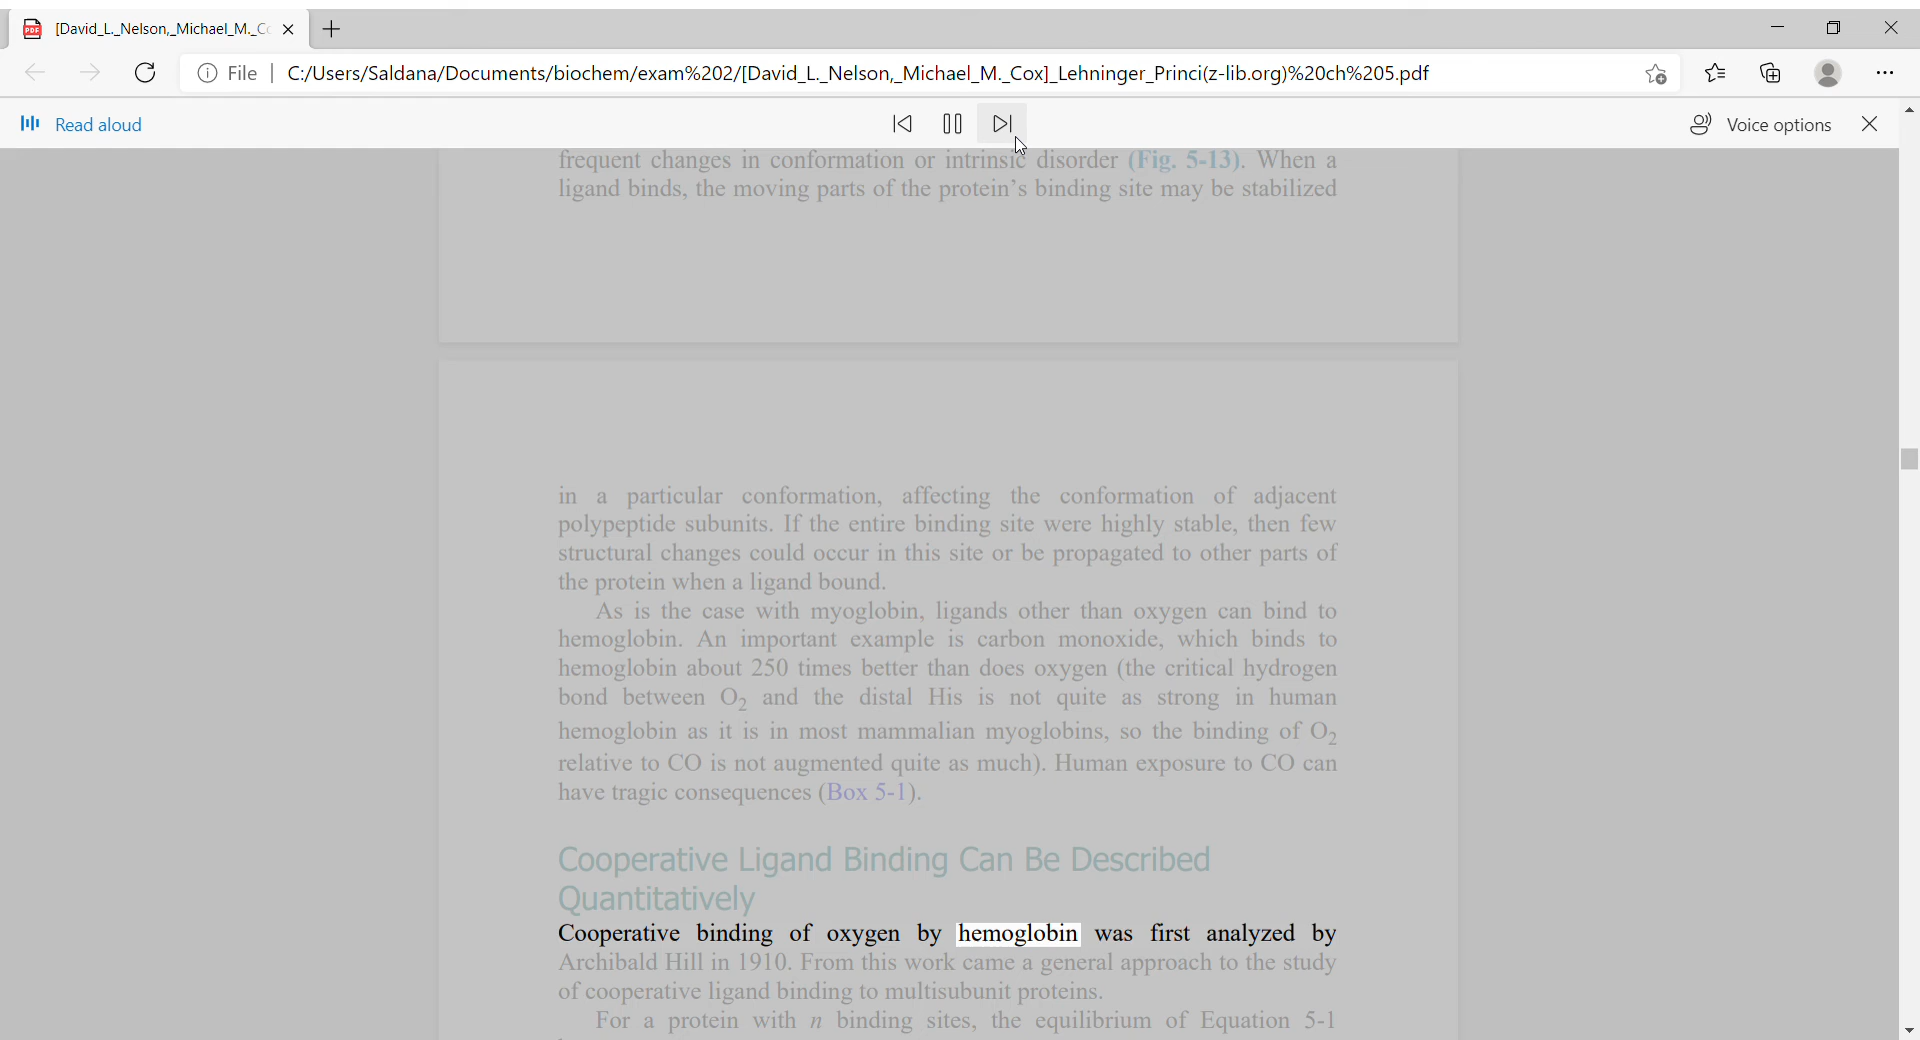 [David_L._Nelson,_Michael_M._Co
File
C:/Users/Saldana/Documents/biochem/exam%202/[David_L._Nelson,_Michael_M._Cox]_Lehninger_Princi(z-lib.org)%20ch%205.pdf
Read aloud
Voice options
frequent changes in conformation or intrinsic disorder (Fig. 5-13). When a
ligand binds, the moving parts of the protein’s binding site may be stabilized
in a particular conformation, affecting the conformation of adjacent
polypeptide subunits. If the entire binding site were highly stable, then few
structural changes could occur in this site or be propagated to other parts of
the protein when a ligand bound.
As is the case with myoglobin, ligands other than oxygen can bind to
hemoglobin. An important example is carbon monoxide, which binds to
hemoglobin about 250 times better than does oxygen (the critical hydrogen
bond between O₂ and the distal His is not quite as strong in human
hemoglobin as it is in most mammalian myoglobins, so the binding of O₂
relative to CO is not augmented quite as much). Human exposure to CO can
have tragic consequences (Box 5-1).
Cooperative Ligand Binding Can Be Described
Quantitatively
Cooperative binding of oxygen by hemoglobin was first analyzed by
Archibald Hill in 1910. From this work came a general approach to the study
of cooperative ligand binding to multisubunit proteins.
For a protein with n binding sites, the equilibrium of Equation 5-1